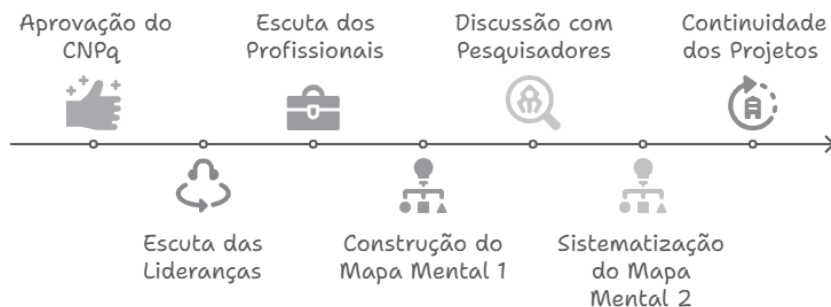 Aprovação do
CNPq
Escuta das
Lideranças
Escuta dos
Profissionais
Construção do
Mapa Mental 1
Discussão com
Pesquisadores
Sistematização
do Mapa
Mental 2
Continuidade
dos Projetos